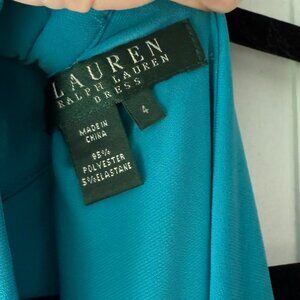 LAUREN
RALPH LAUREN
DRESS
4
MADE IN
CHINA
95%
POLYESTER
5%ELASTANE